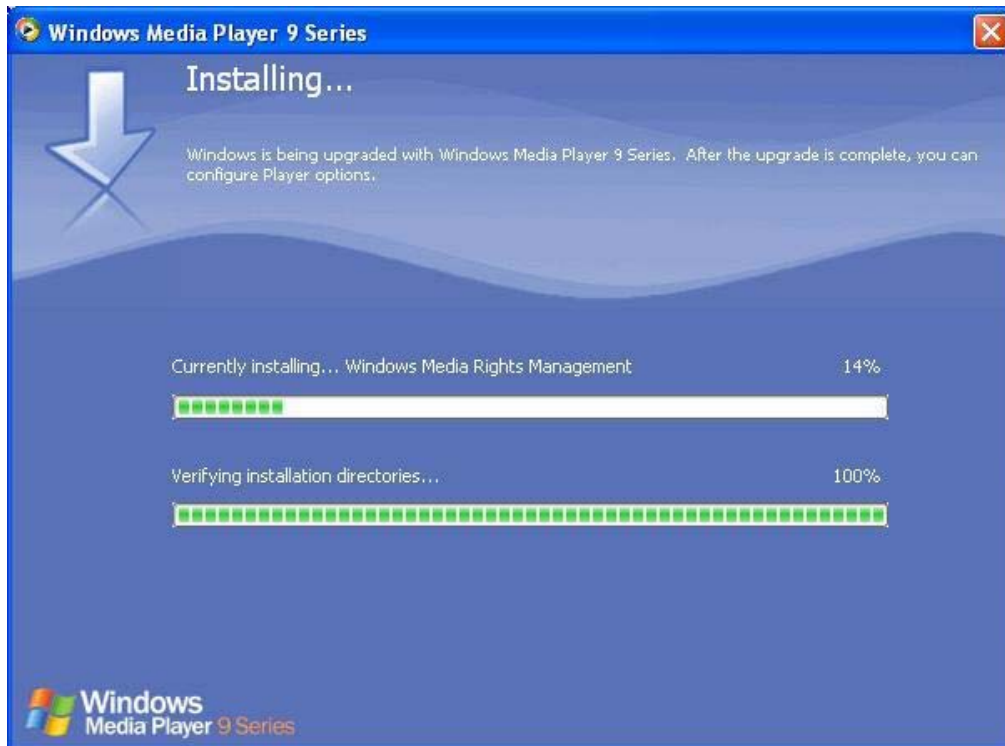 Windows Media Player 9 Series
Installing...
Windows is being upgraded with Windows Media Player 9 Series. After the upgrade is complete, you can
configure Player options.
Currently installing... Windows Media Rights Management 14%
Verifying installation directories... 100%
Windows
Media Player 9 Series